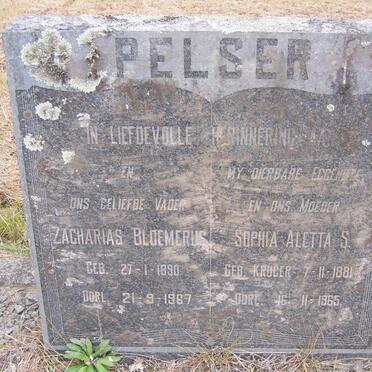 PELSER
IN LIEFDEVOLLE HERINNERING AAN
EN
ONS GELIEFDE VADER
ZACHARIAS BLOEMERUS
GEB. 27-1-1890
OORL. 21-9-1967
MY DIERBARE EGGENOTE
EN ONS MOEDER
SOPHIA ALETTA S.
GEB. KRUGER 7-11-1881
OORL. 16-11-1955